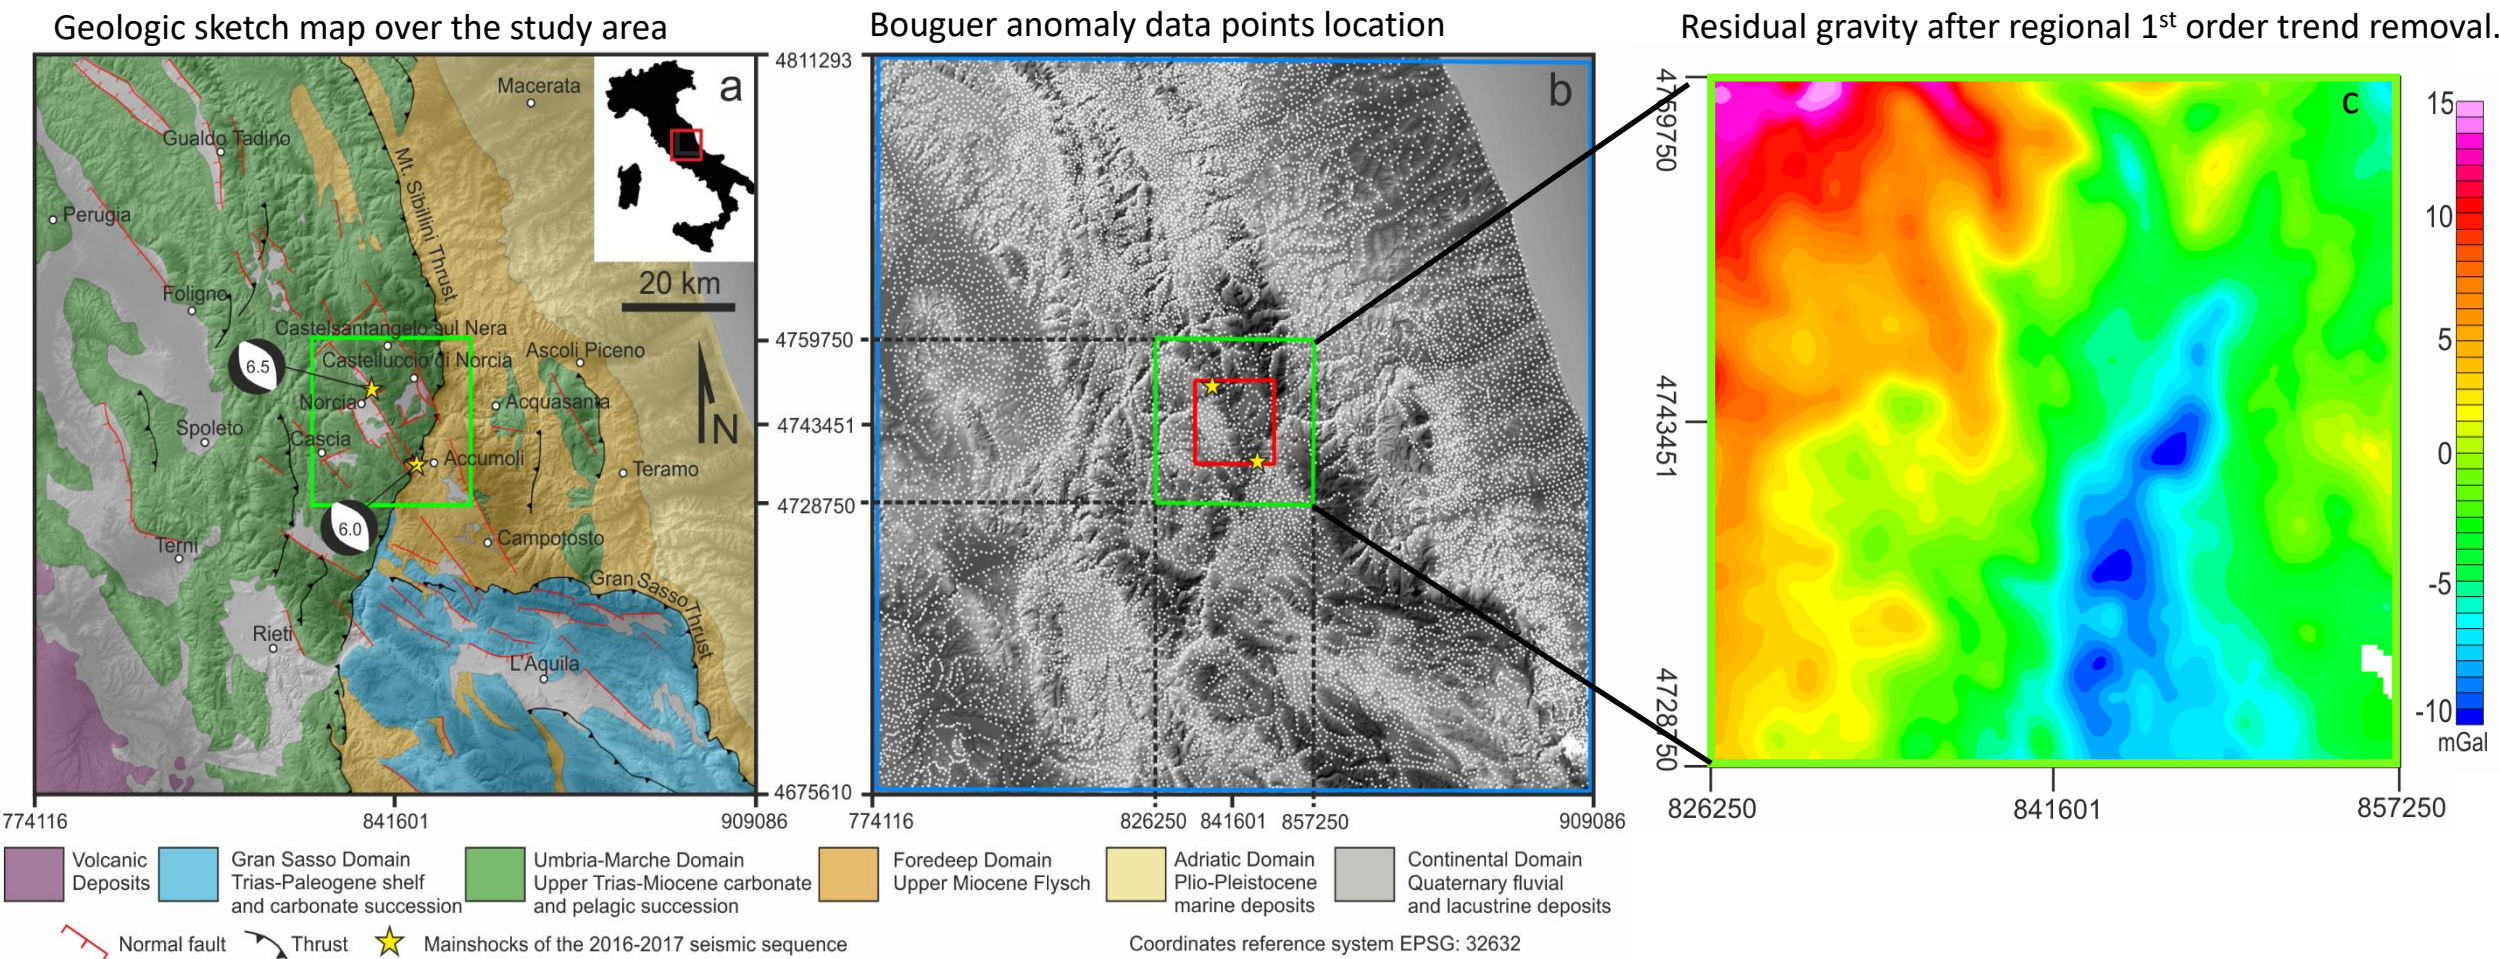 Geologic sketch map over the study area
Bouguer anomaly data points location
Residual gravity after regional 1st order trend removal.
a
Macerata
Gualdo Tadino
Mt. Sibillini Thrust
Perugia
20 km
Foligno
Castelsantangelo sul Nera
Castelluccio di Norcia
Ascoli Piceno
6.5
Norcia
Acquasanta
N
Spoleto
Cascia
Accumoli
Teramo
6.0
Terni
Campotosto
Gran Sasso Thrust
Rieti
L'Aquila
774116
841601
909086
4811293
4759750
4743451
4728750
4675610
b
774116
826250
841601
857250
909086
c
4759750
4743451
4728750
826250
841601
857250
15
10
5
0
-5
-10
mGal
Volcanic
Deposits
Gran Sasso Domain
Trias-Paleogene shelf
and carbonate succession
Umbria-Marche Domain
Upper Trias-Miocene carbonate
and pelagic succession
Foredeep Domain
Upper Miocene Flysch
Adriatic Domain
Plio-Pleistocene
marine deposits
Continental Domain
Quaternary fluvial
and lacustrine deposits
Normal fault
Thrust
Mainshocks of the 2016-2017 seismic sequence
Coordinates reference system EPSG: 32632